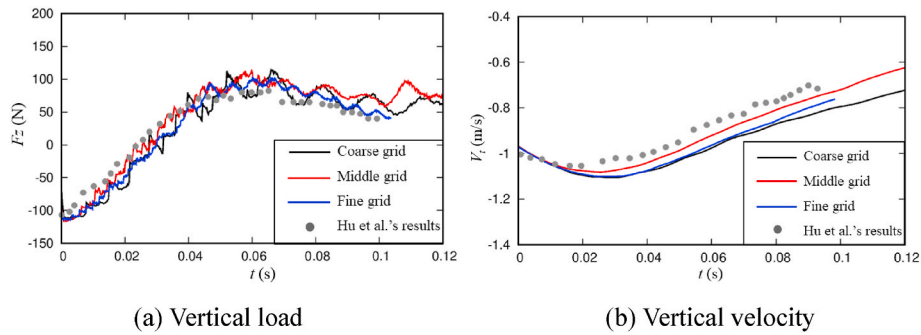 200
150
100
50
0
-50
-100
-150
Fz (N)
0 0.02 0.04 0.06 0.08 0.1 0.12
t (s)
Coarse grid
Middle grid
Fine grid
Hu et al.'s results
(a) Vertical load
-0.4
-0.6
-0.8
-1
-1.2
-1.4
Vt (m/s)
0 0.02 0.04 0.06 0.08 0.1 0.12
t (s)
Coarse grid
Middle grid
Fine grid
Hu et al.'s results
(b) Vertical velocity